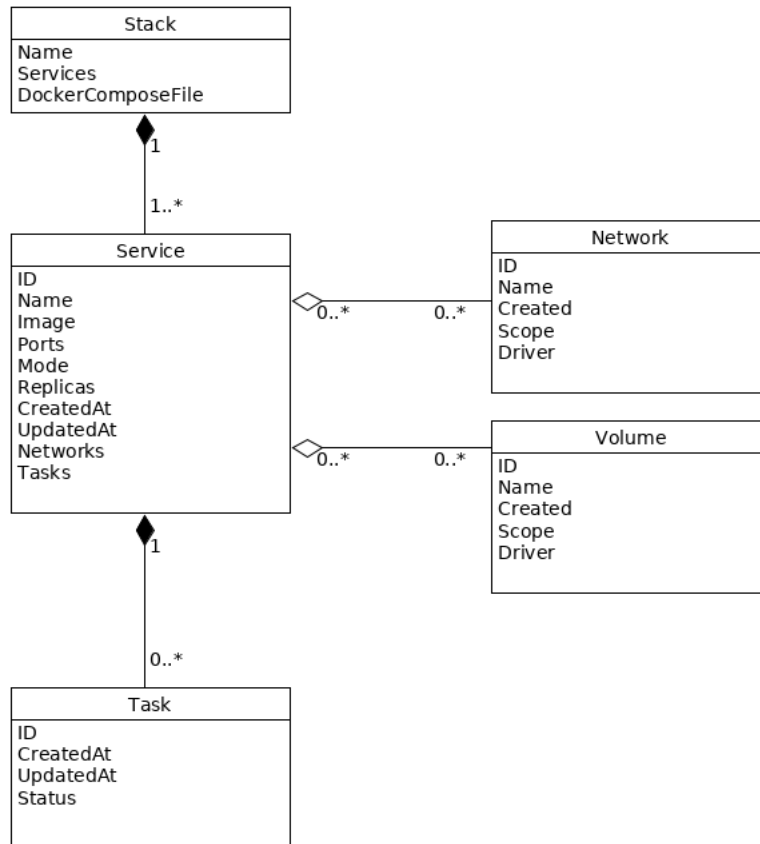 Stack
Name
Services
DockerComposeFile
1
1..*
Service
ID
Name
Image
Ports
Mode
Replicas
CreatedAt
UpdatedAt
Networks
Tasks
0..*
0..*
Network
ID
Name
Created
Scope
Driver
0..*
0..*
Volume
ID
Name
Created
Scope
Driver
1
0..*
Task
ID
CreatedAt
UpdatedAt
Status